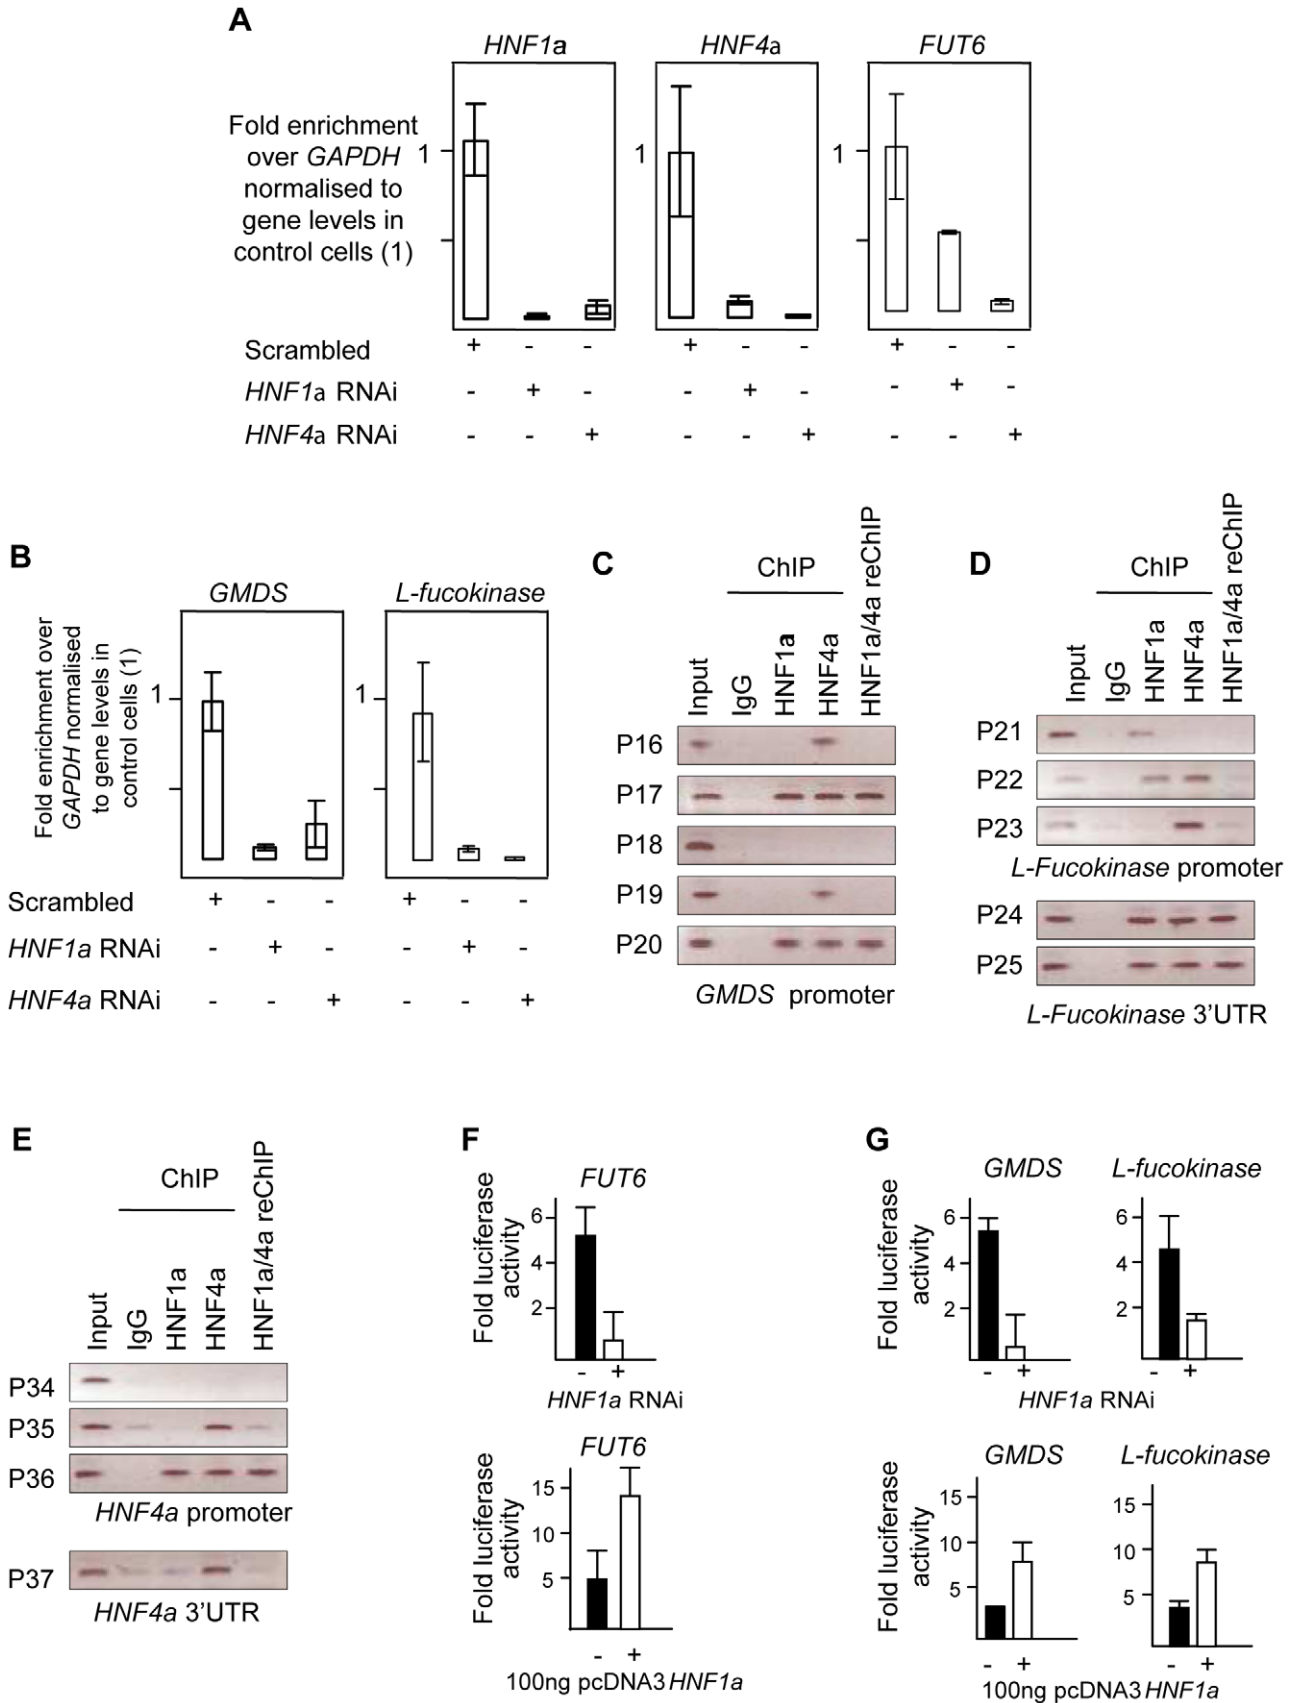 A
HNF1a
HNF4a
FUT6
Fold enrichment
over GAPDH
normalised to
gene levels in
control cells (1)
1
1
1
Scrambled + - - + - - + - -
HNF1a RNAi - + - - + - - + -
HNF4a RNAi - - + - - + - - +
B
GMDS
L-fucokinase
Fold enrichment over
GAPDH normalised
to gene levels in
control cells (1)
1
1
Scrambled + - - + - -
HNF1a RNAi - + - - + -
HNF4a RNAi - - + - - +
C
ChIP
Input
IgG
HNF1a
HNF4a
HNF1a/4a reChIP
P16
P17
P18
P19
P20
GMDS promoter
D
ChIP
Input
IgG
HNF1a
HNF4a
HNF1a/4a reChIP
P21
P22
P23
L-Fucokinase promoter
P24
P25
L-Fucokinase 3'UTR
E
ChIP
Input
IgG
HNF1a
HNF4a
HNF1a/4a reChIP
P34
P35
P36
HNF4a promoter
P37
HNF4a 3'UTR
F
FUT6
Fold luciferase
activity
6
4
2
- +
HNF1a RNAi
FUT6
Fold luciferase
activity
15
10
5
- +
100ng pcDNA3 HNF1a
G
GMDS
L-fucokinase
Fold luciferase
activity
6
4
2
6
4
2
- + - +
HNF1a RNAi
GMDS
L-fucokinase
Fold luciferase
activity
15
10
5
15
10
5
- + - +
100ng pcDNA3 HNF1a